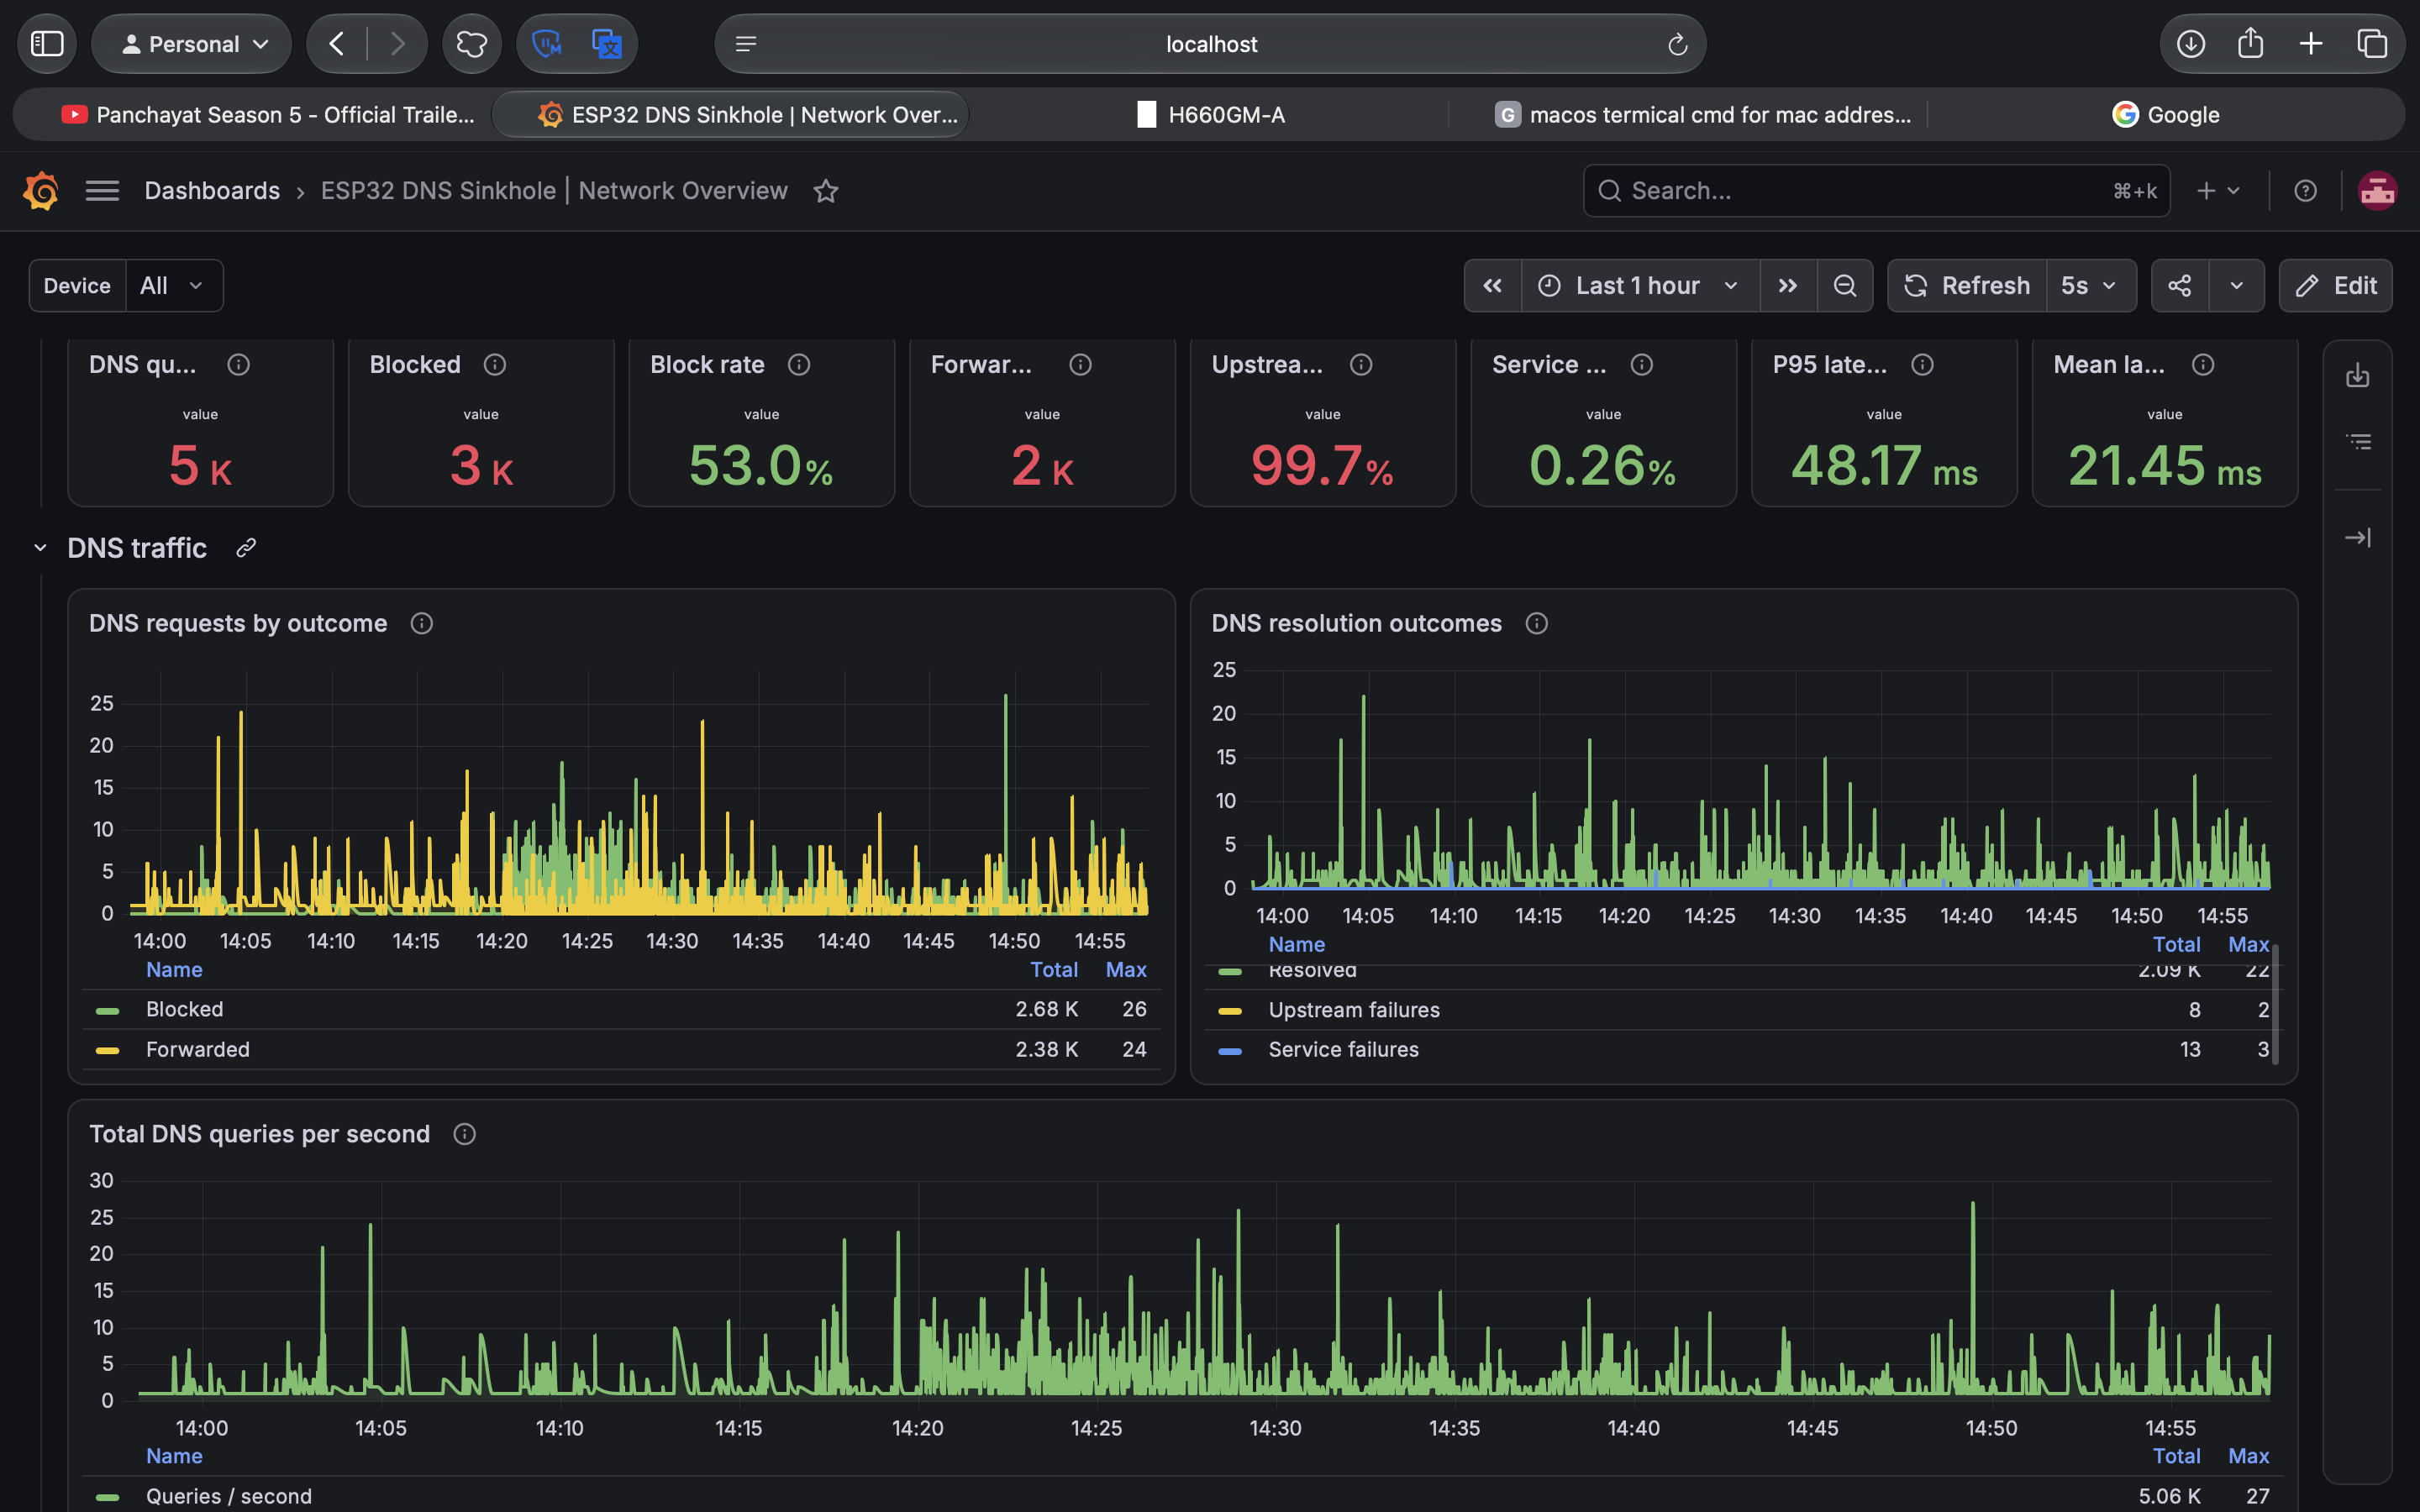 Personal
localhost
Panchayat Season 5 - Official Traile...
ESP32 DNS Sinkhole | Network Over...
H660GM-A
G macos termical cmd for mac addres...
Google
Dashboards › ESP32 DNS Sinkhole | Network Overview
Search...
⌘+k
Device All
Last 1 hour
Refresh 5s
Edit
DNS qu...
value
5 K
Blocked
value
3 K
Block rate
value
53.0%
Forwar...
value
2 K
Upstrea...
value
99.7%
Service ...
value
0.26%
P95 late...
value
48.17 ms
Mean la...
value
21.45 ms
DNS traffic
DNS requests by outcome
25
20
15
10
5
0
14:00 14:05 14:10 14:15 14:20 14:25 14:30 14:35 14:40 14:45 14:50 14:55
Name Total Max
Blocked 2.68 K 26
Forwarded 2.38 K 24
DNS resolution outcomes
25
20
15
10
5
0
14:00 14:05 14:10 14:15 14:20 14:25 14:30 14:35 14:40 14:45 14:50 14:55
Name Total Max
Resolved 2.09 K 22
Upstream failures 8 2
Service failures 13 3
Total DNS queries per second
30
25
20
15
10
5
0
14:00 14:05 14:10 14:15 14:20 14:25 14:30 14:35 14:40 14:45 14:50 14:55
Name Total Max
Queries / second 5.06 K 27